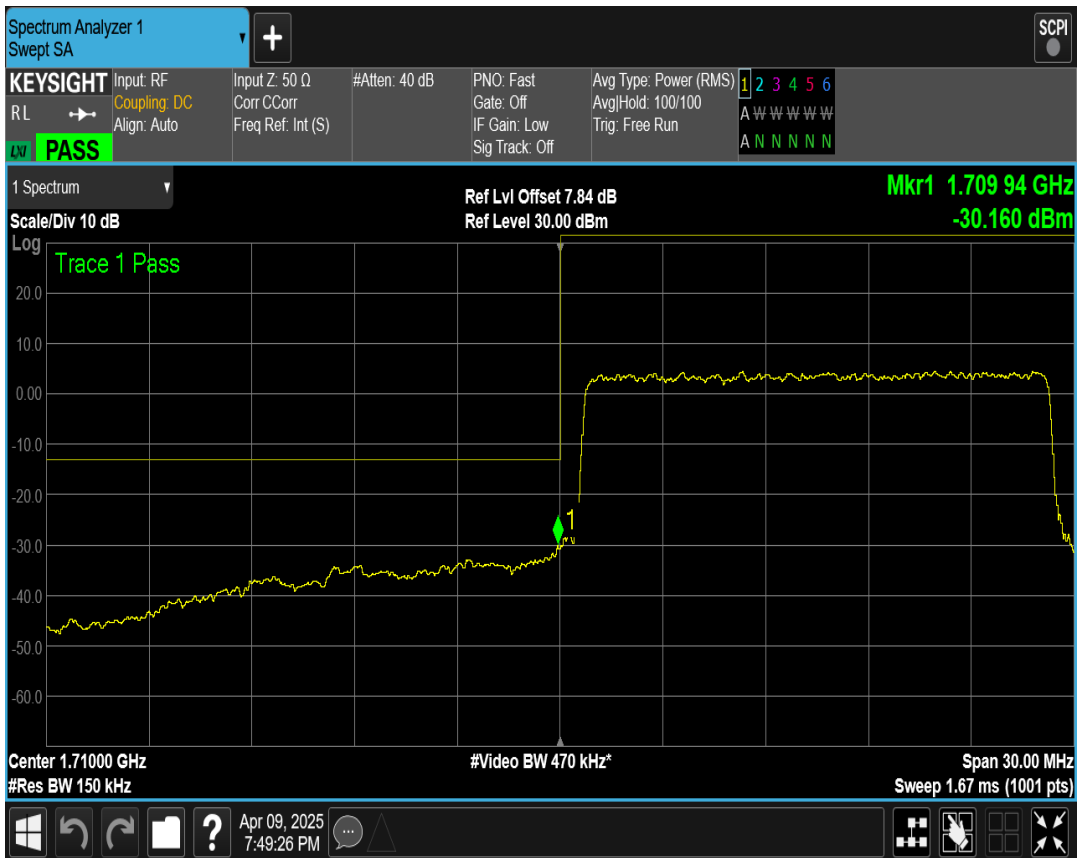 Spectrum Analyzer 1
Swept SA
+
SCPI
KEYSIGHT
RL
LXI PASS
Input: RF
Coupling: DC
Align: Auto
Input Z: 50 Ω
Corr CCorr
Freq Ref: Int (S)
#Atten: 40 dB
PNO: Fast
Gate: Off
IF Gain: Low
Sig Track: Off
Avg Type: Power (RMS)
Avg|Hold: 100/100
Trig: Free Run
1 2 3 4 5 6
A W W W W W
A N N N N N
1 Spectrum
Scale/Div 10 dB
Ref Lvl Offset 7.84 dB
Ref Level 30.00 dBm
Mkr1 1.709 94 GHz
-30.160 dBm
Log
Trace 1 Pass
20.0
10.0
0.00
-10.0
-20.0
-30.0
-40.0
-50.0
-60.0
1
Center 1.71000 GHz
#Res BW 150 kHz
#Video BW 470 kHz*
Span 30.00 MHz
Sweep 1.67 ms (1001 pts)
?
Apr 09, 2025
7:49:26 PM